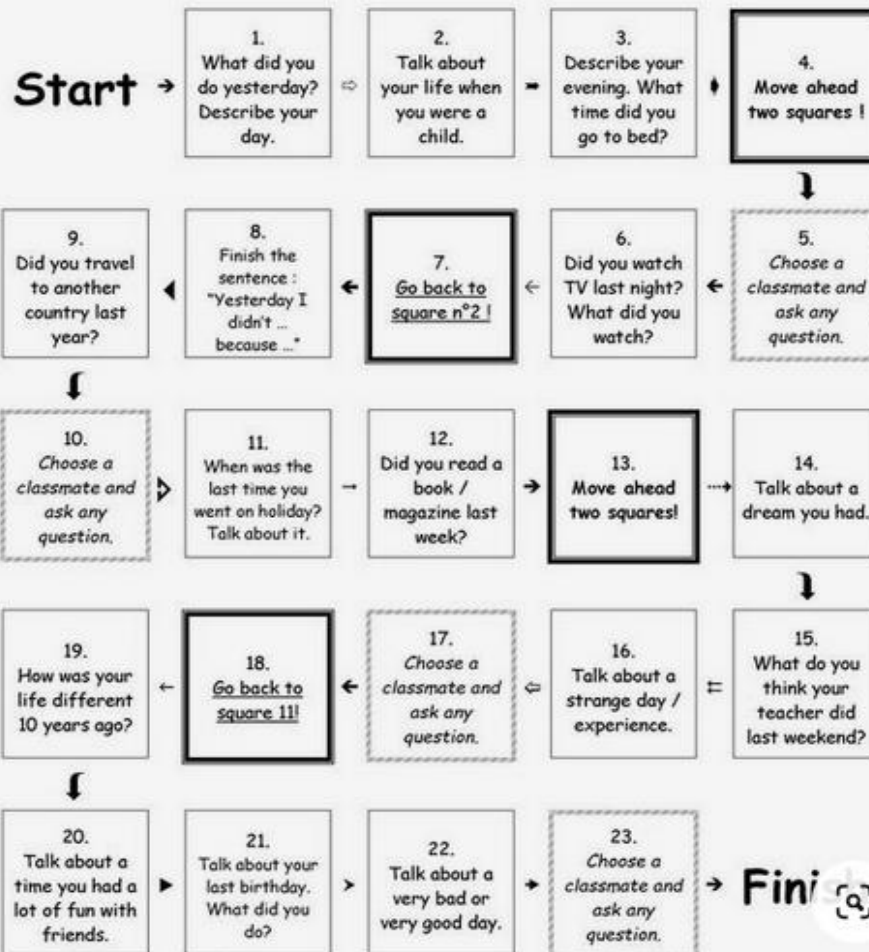 Start
1.
What did you
do yesterday?
Describe your
day.
2.
Talk about
your life when
you were a
child.
3.
Describe your
evening. What
time did you
go to bed?
4.
Move ahead
two squares !
5.
Choose a
classmate and
ask any
question.
6.
Did you watch
TV last night?
What did you
watch?
7.
Go back to
square n°2 !
8.
Finish the
sentence :
"Yesterday I
didn't ...
because ..."
9.
Did you travel
to another
country last
year?
10.
Choose a
classmate and
ask any
question.
11.
When was the
last time you
went on holiday?
Talk about it.
12.
Did you read a
book /
magazine last
week?
13.
Move ahead
two squares!
14.
Talk about a
dream you had.
15.
What do you
think your
teacher did
last weekend?
16.
Talk about a
strange day /
experience.
17.
Choose a
classmate and
ask any
question.
18.
Go back to
square 11!
19.
How was your
life different
10 years ago?
20.
Talk about a
time you had a
lot of fun with
friends.
21.
Talk about your
last birthday.
What did you
do?
22.
Talk about a
very bad or
very good day.
23.
Choose a
classmate and
ask any
question.
Finish